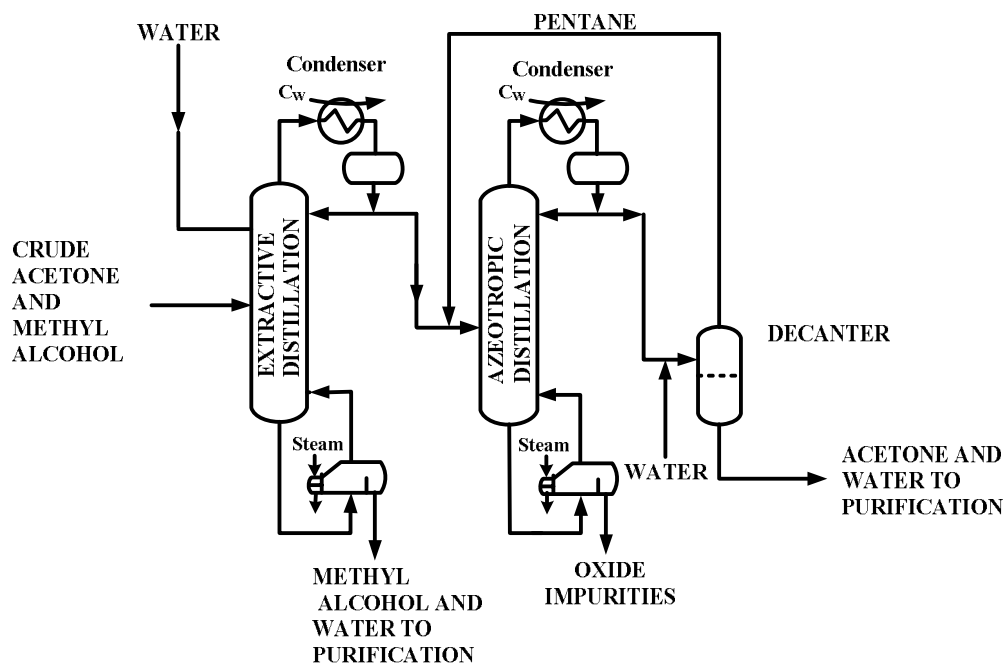 PENTANE
WATER
Condenser
Cw
Condenser
Cw
EXTRACTIVE
DISTILLATION
AZEOTROPIC
DISTILLATION
CRUDE
ACETONE
AND
METHYL
ALCOHOL
DECANTER
Steam
Steam
WATER
ACETONE AND
WATER TO
PURIFICATION
METHYL
ALCOHOL AND
WATER TO
PURIFICATION
OXIDE
IMPURITIES